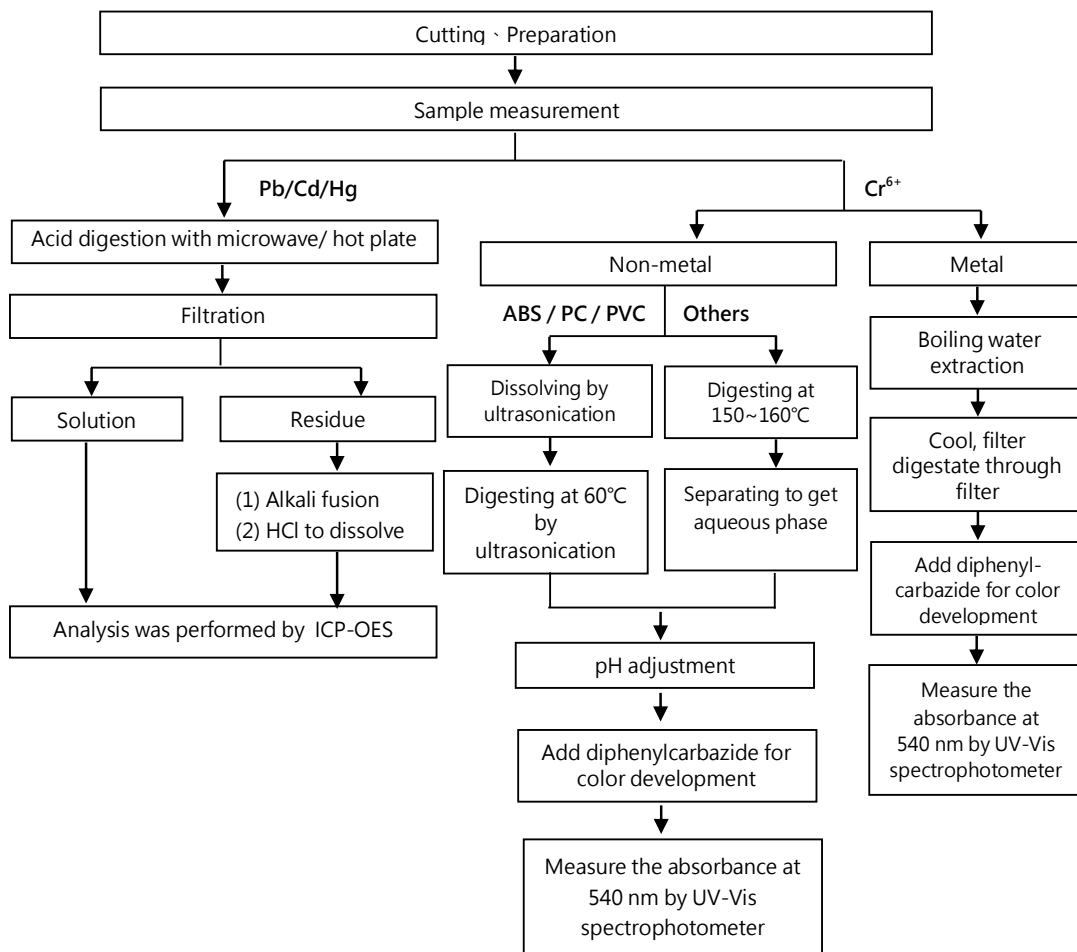 Cutting、Preparation
Sample measurement
Pb/Cd/Hg
Cr⁶⁺
Acid digestion with microwave/ hot plate
Filtration
Solution
Residue
(1) Alkali fusion
(2) HCl to dissolve
Analysis was performed by ICP-OES
Non-metal
ABS / PC / PVC
Others
Dissolving by
ultrasonication
Digesting at 60℃
by
ultrasonication
Digesting at
150~160℃
Separating to get
aqueous phase
pH adjustment
Add diphenylcarbazide for
color development
Measure the absorbance at
540 nm by UV-Vis
spectrophotometer
Metal
Boiling water
extraction
Cool, filter
digestate through
filter
Add diphenyl-
carbazide for color
development
Measure the
absorbance at
540 nm by UV-Vis
spectrophotometer